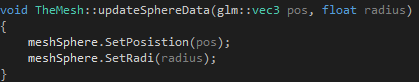 void TheMesh::updateSphereData(glm::vec3 pos, float radius)
{
meshSphere.SetPosistion(pos);
meshSphere.SetRadi(radius);
}